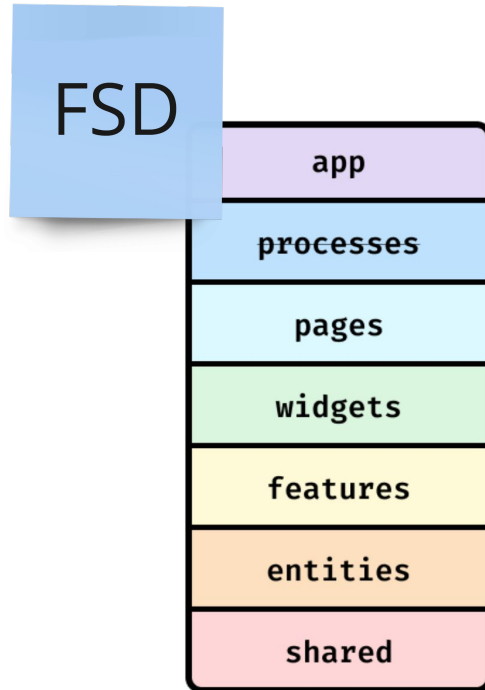 FSD
app
processes
pages
widgets
features
entities
shared